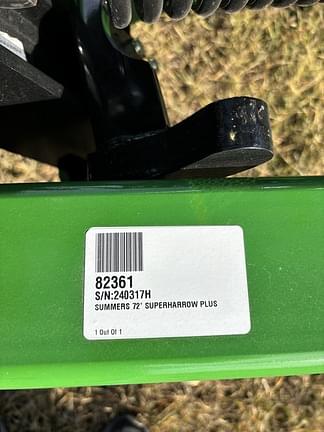 82361
S/N:240317H
SUMMERS 72' SUPERHARROW PLUS
1 Out Of 1